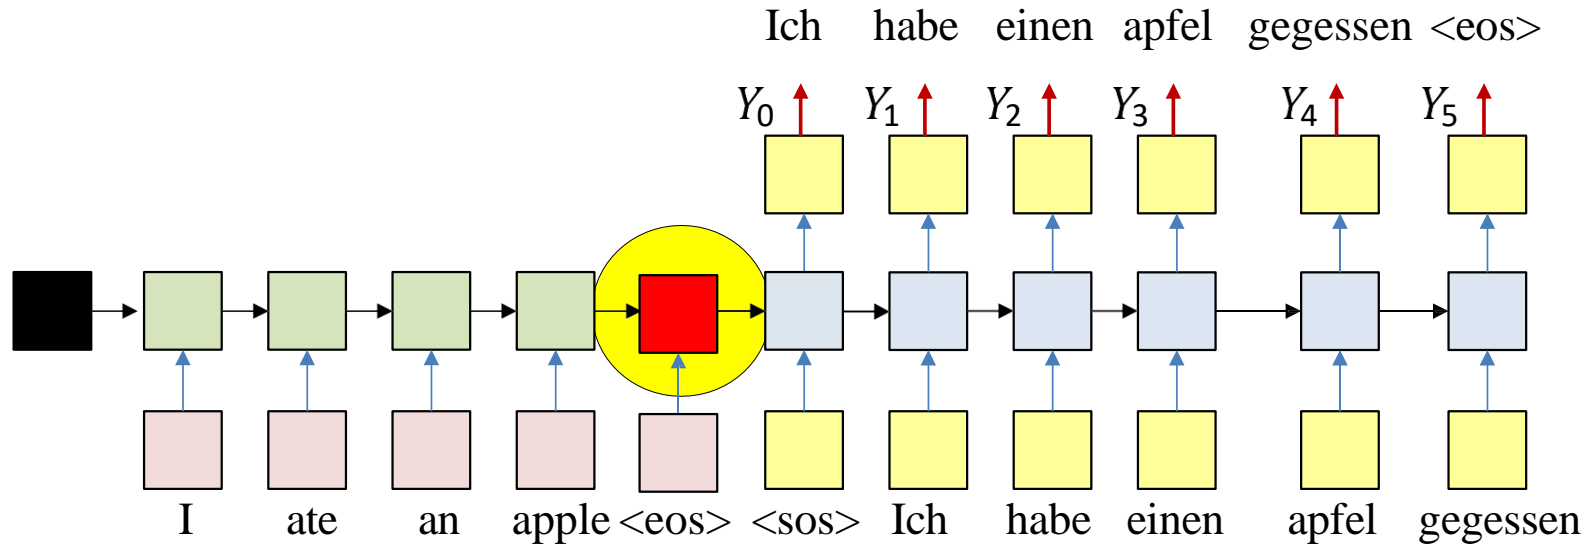 Ich habe einen apfel gegessen <eos>
Y0 Y1 Y2 Y3 Y4 Y5
I ate an apple <eos> <sos> Ich habe einen apfel gegessen